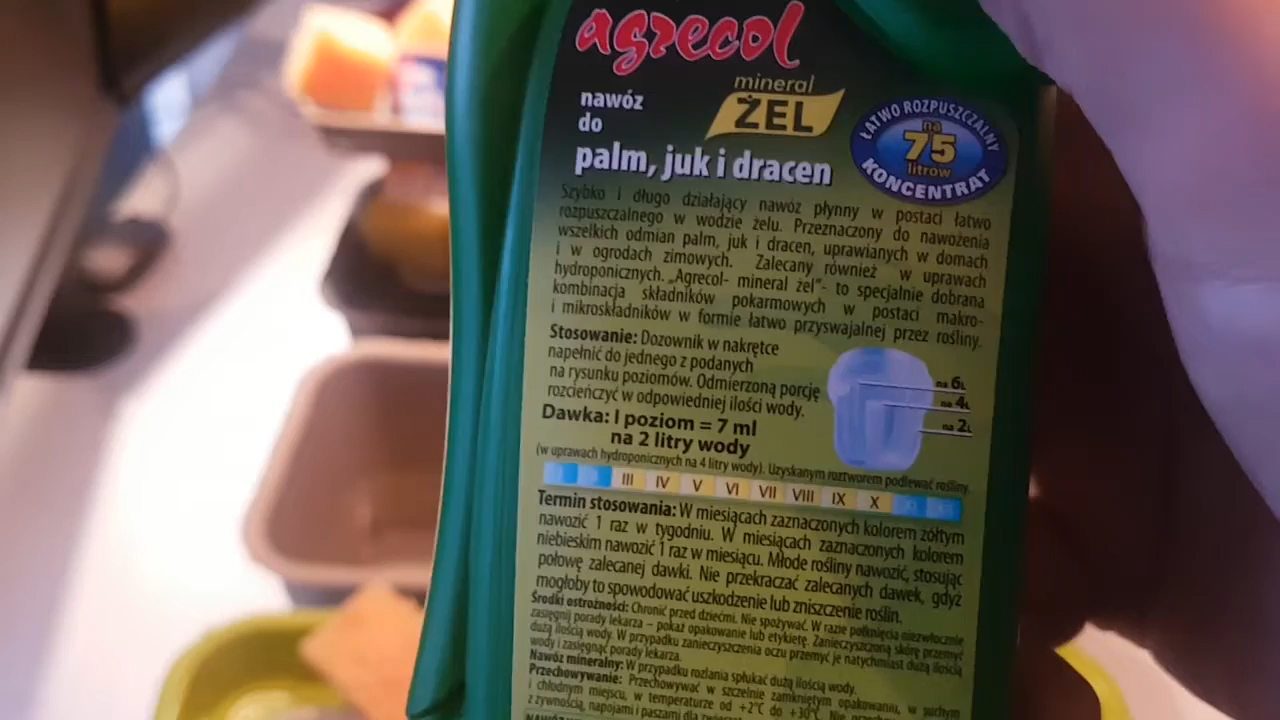 agrecol
mineral
ŻEL
nawóz
do
palm, juk i dracen
ŁATWO ROZPUSZCZALNY
na
75
litrów
KONCENTRAT
Szybko i długo działający nawóz płynny w postaci łatwo
rozpuszczalnego w wodzie żelu. Przeznaczony do nawożenia
wszelkich odmian palm, juk i dracen, uprawianych w domach
i w ogrodach zimowych. Zalecany również w uprawach
hydroponicznych. „Agrecol- mineral żel"- to specjalnie dobrana
kombinacja składników pokarmowych w postaci makro-
i mikroskładników w formie łatwo przyswajalnej przez rośliny.
Stosowanie: Dozownik w nakrętce
napełnić do jednego z podanych
na rysunku poziomów. Odmierzoną porcję
rozcieńczyć w odpowiedniej ilości wody.
na 6L
na 4L
na 2L
Dawka: I poziom = 7 ml
na 2 litry wody
(w uprawach hydroponicznych na 4 litry wody). Uzyskanym roztworem podlewać rośliny.
III IV V VI VII VIII IX X
Termin stosowania: W miesiącach zaznaczonych kolorem żółtym
nawozić 1 raz w tygodniu. W miesiącach zaznaczonych kolorem
niebieskim nawozić 1 raz w miesiącu. Młode rośliny nawozić, stosując
połowę zalecanej dawki. Nie przekraczać zalecanych dawek, gdyż
mogłoby to spowodować uszkodzenie lub zniszczenie roślin.
Środki ostrożności: Chronić przed dziećmi. Nie spożywać. W razie połknięcia niezwłocznie
zasięgnij porady lekarza – pokaż opakowanie lub etykietę. Zanieczyszczoną skórę przemyć
dużą ilością wody. W przypadku zanieczyszczenia oczu przemyć je natychmiast dużą ilością
wody i zasięgnąć porady lekarza.
Nawóz mineralny: W przypadku rozlania spłukać dużą ilością wody.
Przechowywanie: Przechowywać w szczelnie zamkniętym opakowaniu, w suchym
i chłodnym miejscu, w temperaturze od +2°C do +30°C. Nie
z żywnością, napojami i paszami dla